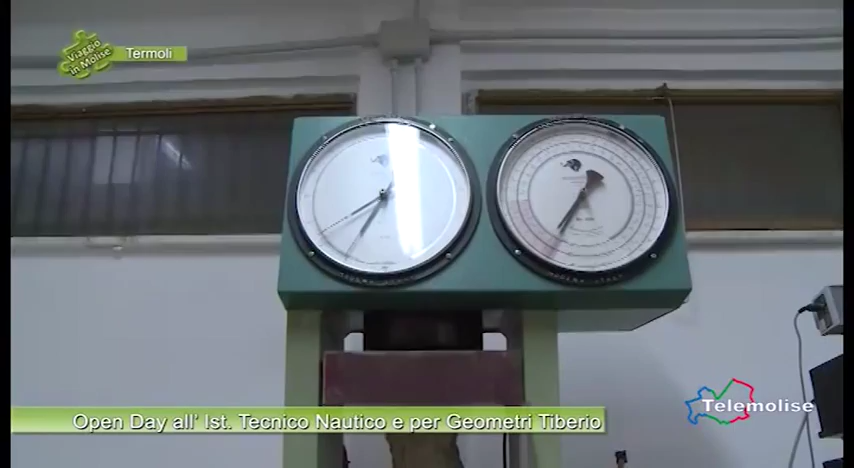 Viaggio
in Molise
Termoli
Open Day all' Ist. Tecnico Nautico e per Geometri Tiberio
Telemolise